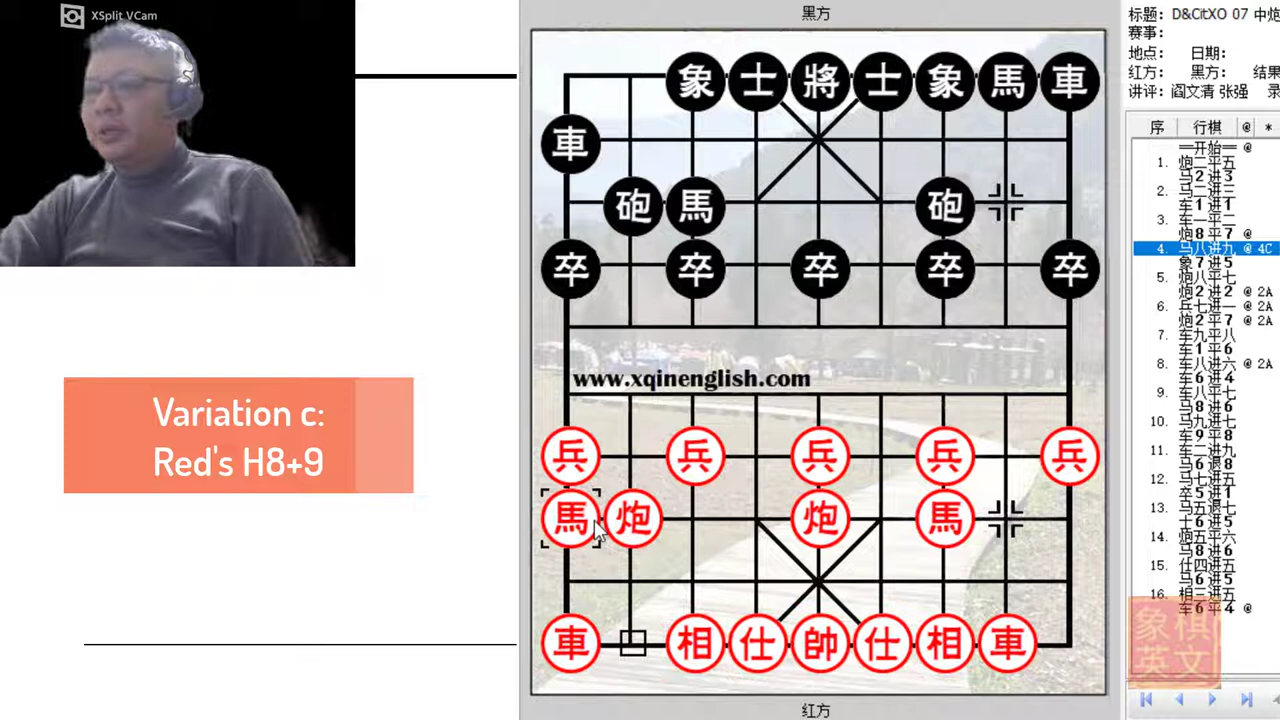 XSplit VCam
Variation c:
Red's H8+9
黑方
象 士 將 士 象 馬 車
車
砲 馬 砲
卒 卒 卒 卒 卒
www.xqinenglish.com
兵 兵 兵 兵 兵
馬 炮 炮 馬
車 相 仕 帥 仕 相 車
红方
标题: D&CitXO 07 中炮
赛事:
地点: 日期:
红方: 黑方: 结果
讲评: 阎文清 张强 录
序 行棋 @ *
==开始== @
1. 炮二平五
马2进3
2. 马二进三
车1进1
3. 车一平二
炮8平7 @
4. 马八进九 @ 4C
象7进5
5. 炮八平七
炮2进2 @ 2A
6. 兵七进一 @ 2A
炮2平7 @ 2A
7. 车九平八
车1平6
8. 车八进六 @ 2A
车6进4
9. 车八平七
马8进6
10. 马九进七
车9平8
11. 车二进九
马6退8
12. 马七进五
卒5进1
13. 马五退七
士6进5
14. 炮五平六
马8进6
15. 仕四进五
马6进5
16. 相三进五
车6平4 @
象棋
英文